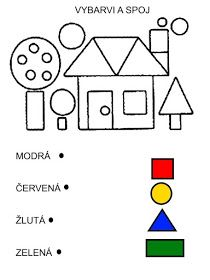 VYBARVI A SPOJ
MODRÁ
ČERVENÁ
ŽLUTÁ
ZELENÁ